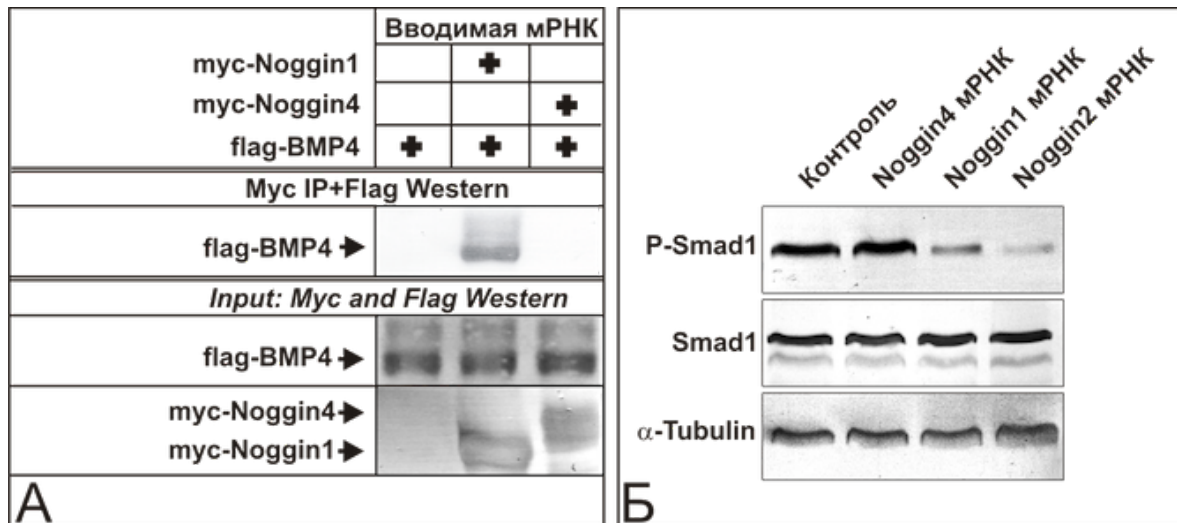 Вводимая мРНК
myc-Noggin1
myc-Noggin4
flag-BMP4
Myc IP+Flag Western
flag-BMP4
Input: Myc and Flag Western
flag-BMP4
myc-Noggin4
myc-Noggin1
А
Контроль
Noggin4 мРНК
Noggin1 мРНК
Noggin2 мРНК
P-Smad1
Smad1
α-Tubulin
Б